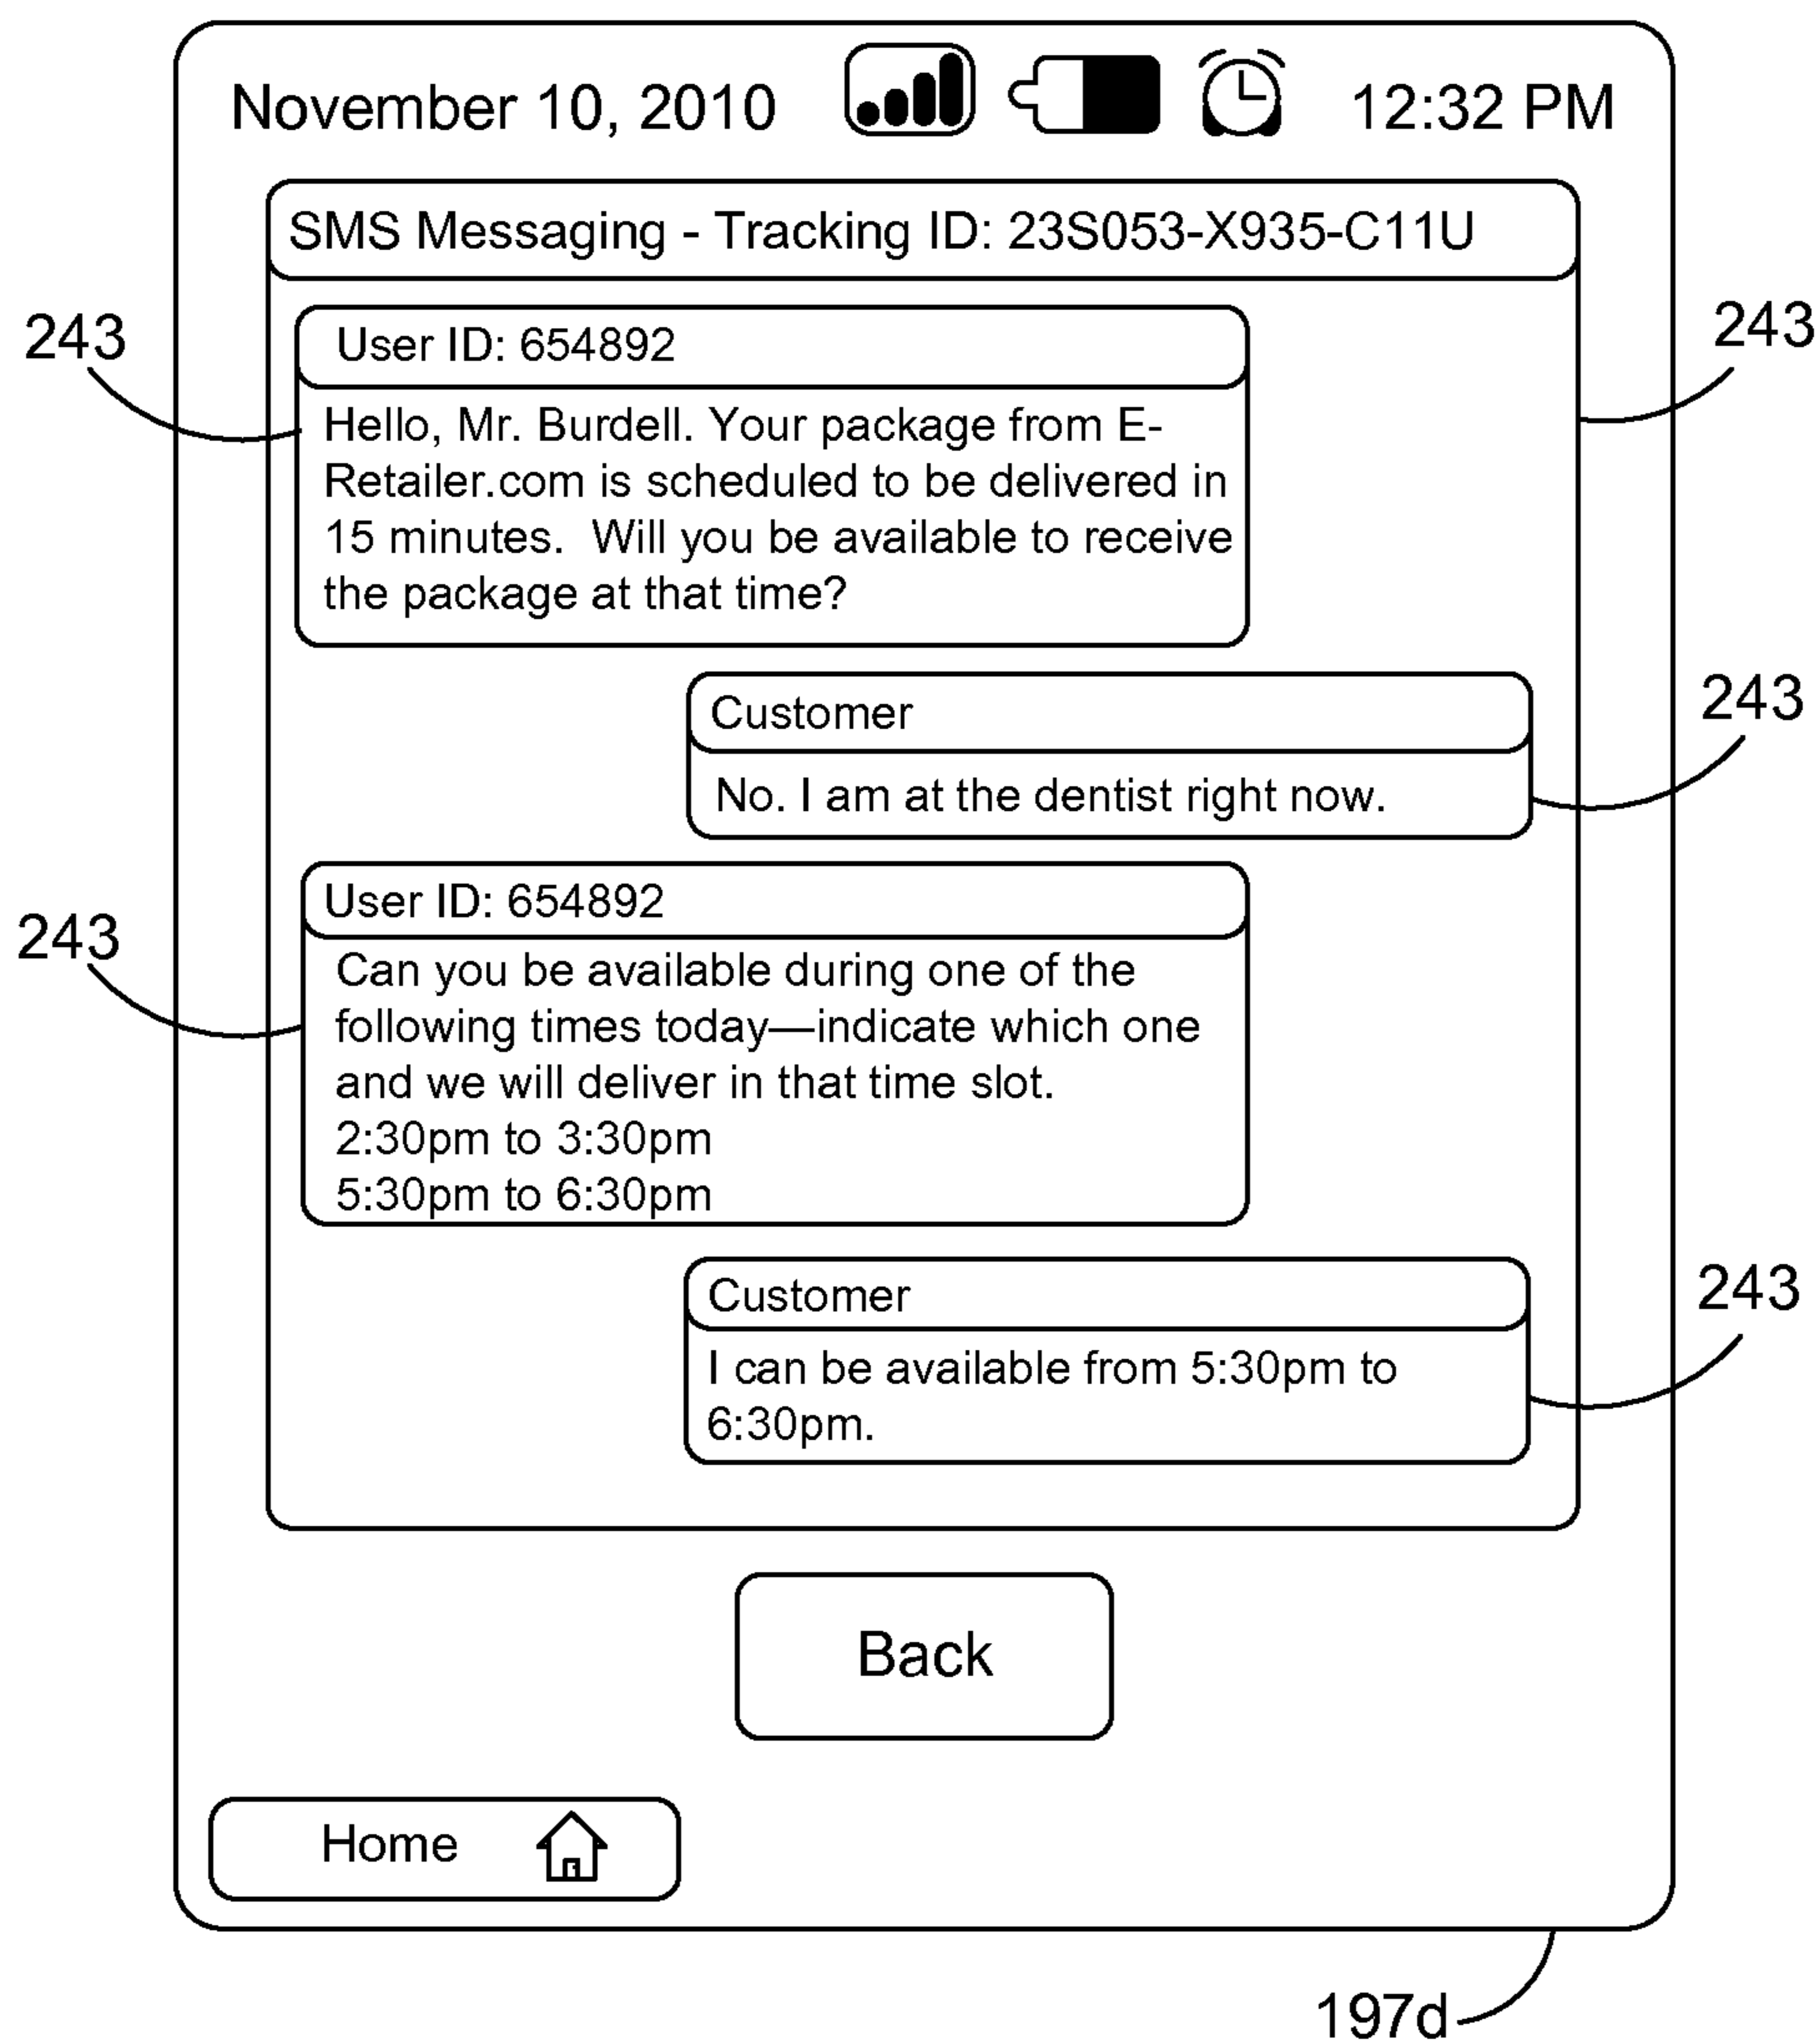 November 10, 2010 12:32 PM
SMS Messaging - Tracking ID: 23S053-X935-C11U
243
243
User ID: 654892
Hello, Mr. Burdell. Your package from E-
Retailer.com is scheduled to be delivered in
15 minutes.  Will you be available to receive
the package at that time?
243
Customer
No. I am at the dentist right now.
243
User ID: 654892
Can you be available during one of the
following times today—indicate which one
and we will deliver in that time slot.
2:30pm to 3:30pm
5:30pm to 6:30pm
243
Customer
I can be available from 5:30pm to
6:30pm.
Back
Home
197d